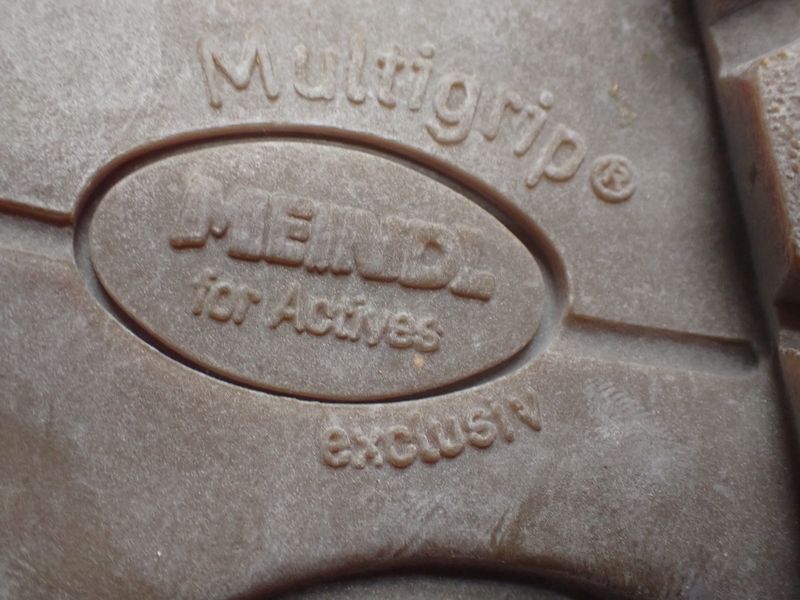 Multigrip®
MEINDL
for Actives
exclusiv